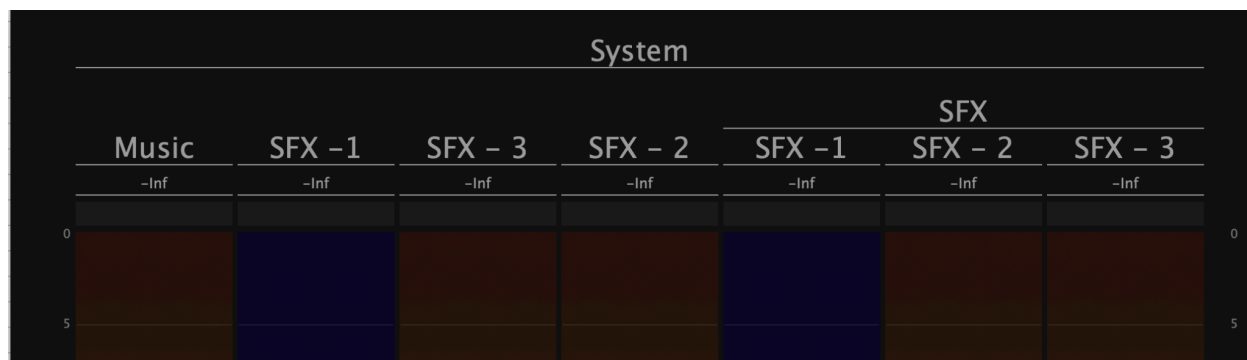 System
SFX
Music SFX –1 SFX – 3 SFX – 2 SFX –1 SFX – 2 SFX – 3
–Inf –Inf –Inf –Inf –Inf –Inf –Inf
0 0
5 5